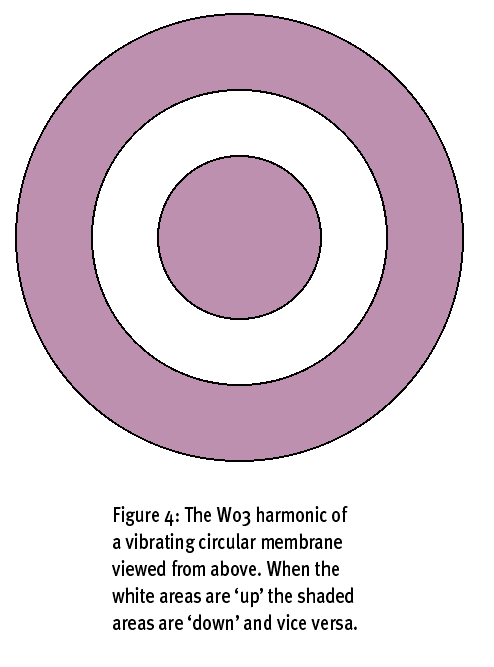 Figure 4: The W03 harmonic of
a vibrating circular membrane
viewed from above. When the
white areas are ‘up’ the shaded
areas are ‘down’ and vice versa.